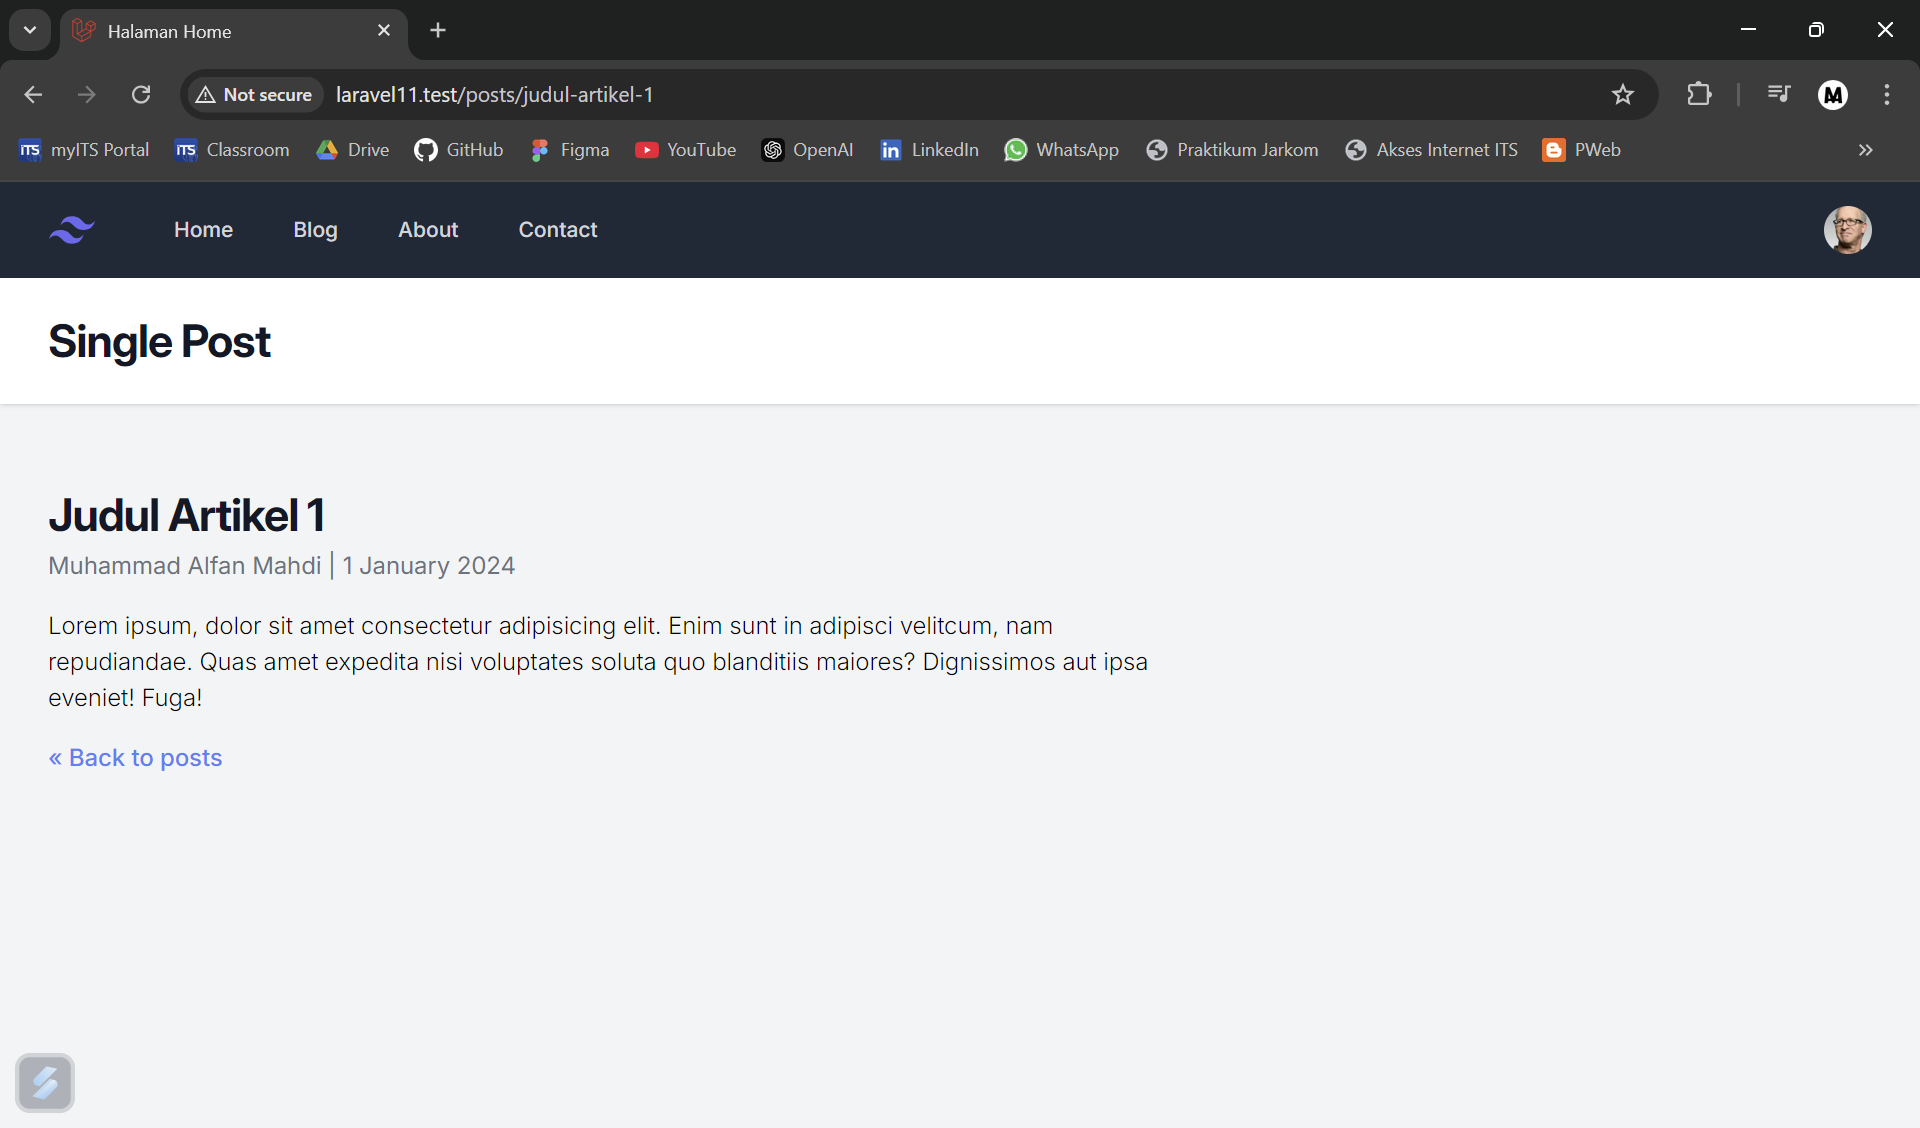 Halaman Home
Not secure laravel11.test/posts/judul-artikel-1
ITS myITS Portal ITS Classroom Drive GitHub Figma YouTube OpenAI in LinkedIn WhatsApp Praktikum Jarkom Akses Internet ITS PWeb
Home Blog About Contact
Single Post
Judul Artikel 1
Muhammad Alfan Mahdi | 1 January 2024
Lorem ipsum, dolor sit amet consectetur adipisicing elit. Enim sunt in adipisci velitcum, nam
repudiandae. Quas amet expedita nisi voluptates soluta quo blanditiis maiores? Dignissimos aut ipsa
eveniet! Fuga!
« Back to posts